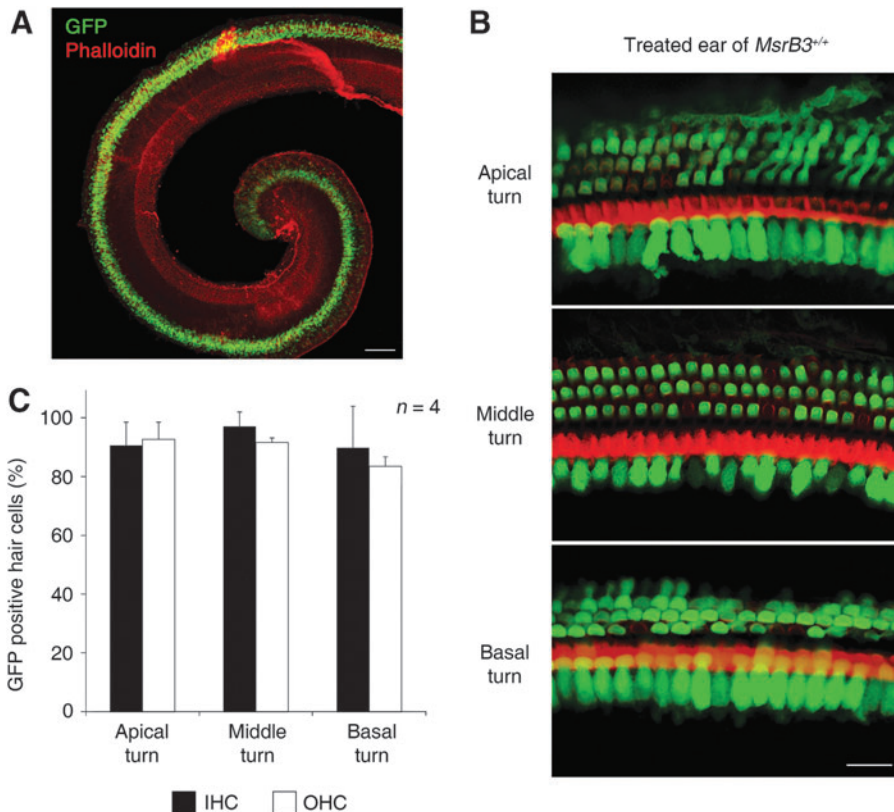 A
GFP
Phalloidin
B
Treated ear of MsrB3+/+
Apical
turn
Middle
turn
Basal
turn
C
n = 4
GFP positive hair cells (%)
100
80
60
40
20
0
Apical
turn
Middle
turn
Basal
turn
IHC
OHC